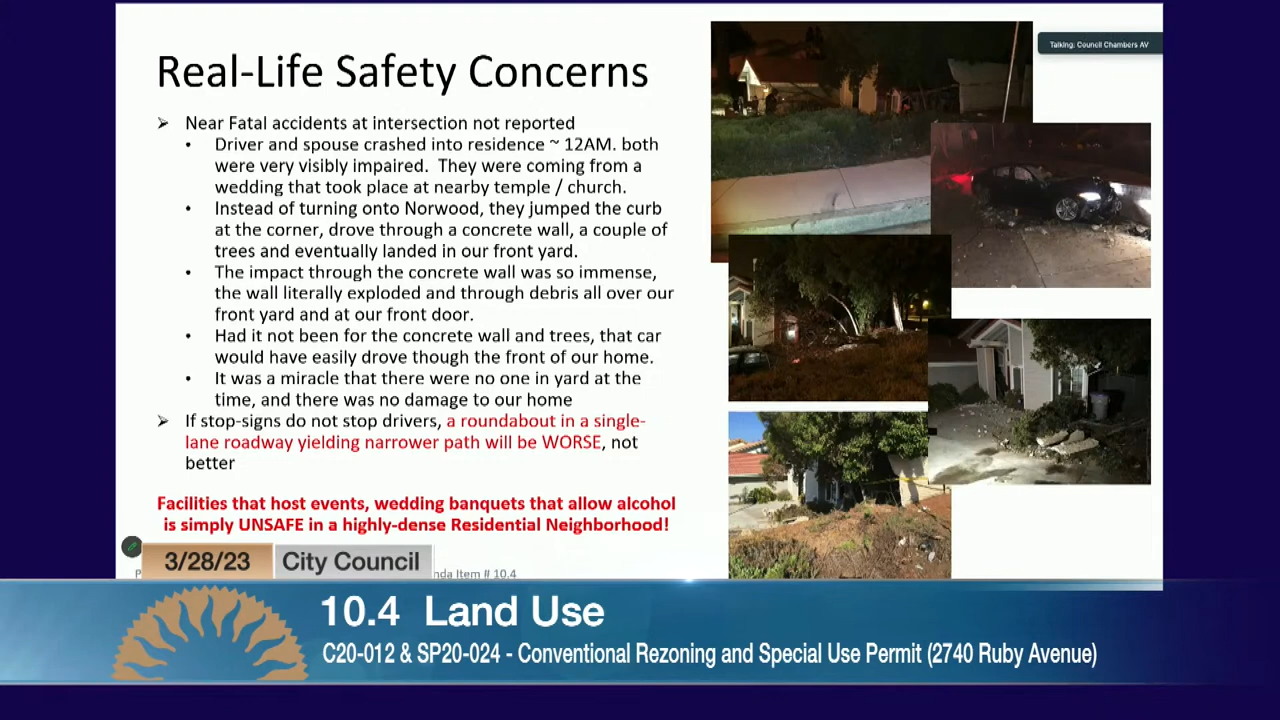 Talking: Council Chambers AV
Real-Life Safety Concerns
➤ Near Fatal accidents at intersection not reported
• Driver and spouse crashed into residence ~ 12AM. both
were very visibly impaired. They were coming from a
wedding that took place at nearby temple / church.
• Instead of turning onto Norwood, they jumped the curb
at the corner, drove through a concrete wall, a couple of
trees and eventually landed in our front yard.
• The impact through the concrete wall was so immense,
the wall literally exploded and through debris all over our
front yard and at our front door.
• Had it not been for the concrete wall and trees, that car
would have easily drove though the front of our home.
• It was a miracle that there were no one in yard at the
time, and there was no damage to our home
➤ If stop-signs do not stop drivers, a roundabout in a single-
lane roadway yielding narrower path will be WORSE, not
better
Facilities that host events, wedding banquets that allow alcohol
is simply UNSAFE in a highly-dense Residential Neighborhood!
3/28/23 City Council
nda Item # 10.4
10.4 Land Use
C20-012 & SP20-024 - Conventional Rezoning and Special Use Permit (2740 Ruby Avenue)